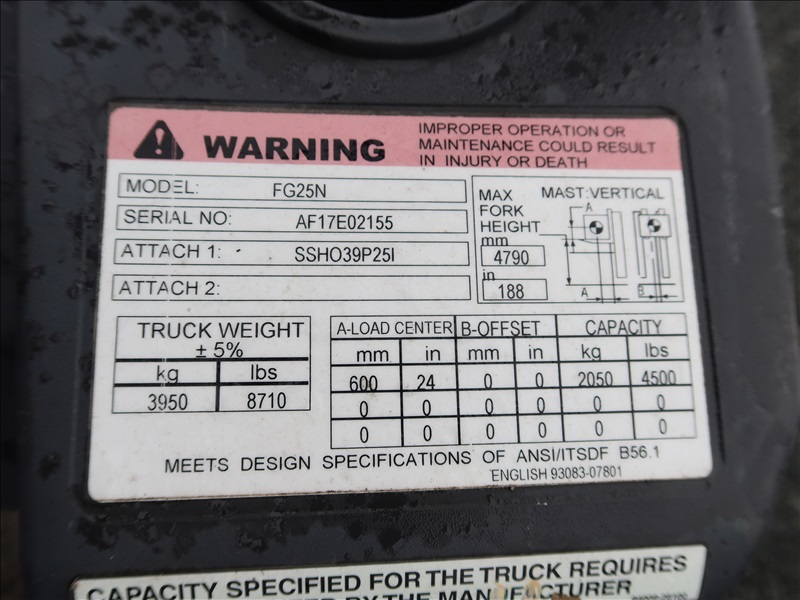 WARNING
IMPROPER OPERATION OR
MAINTENANCE COULD RESULT
IN INJURY OR DEATH
MODEL: FG25N
SERIAL NO: AF17E02155
ATTACH 1: SSHO39P25I
ATTACH 2:
MAX
FORK
HEIGHT
mm
4790
in
188
MAST:VERTICAL
A
A B
TRUCK WEIGHT
± 5%
kg lbs
3950 8710
A-LOAD CENTER B-OFFSET CAPACITY
mm in mm in kg lbs
600 24 0 0 2050 4500
0 0 0 0 0 0
0 0 0 0 0 0
MEETS DESIGN SPECIFICATIONS OF ANSI/ITSDF B56.1
ENGLISH 93083-07801
CAPACITY SPECIFIED FOR THE TRUCK REQUIRES
BY THE MANUFACTURER